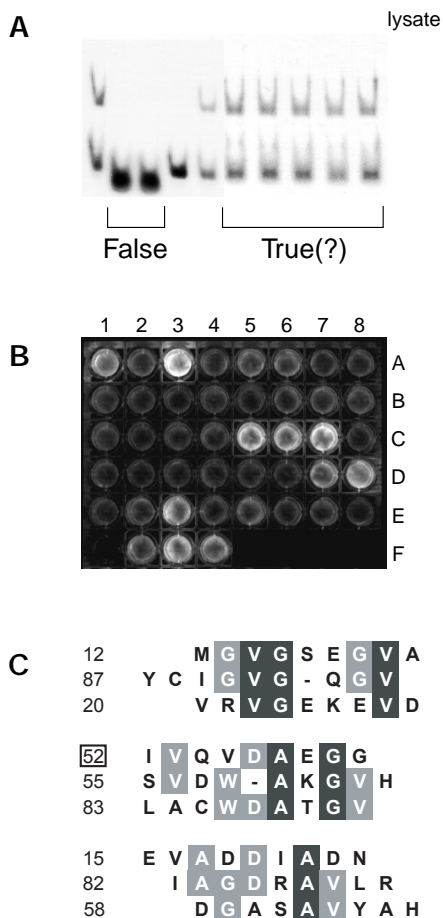 lysate
A
False True(?)
1 2 3 4 5 6 7 8
B
A
B
C
D
E
F
C
12 M G V G S E G V A
87 Y C I G V G - Q G V
20 V R V G E K E V D
52 I V Q V D A E G G
55 S V D W - A K G V H
83 L A C W D A T G V
15 E V A D D I A D N
82 I A G D R A V L R
58 D G A S A V Y A H